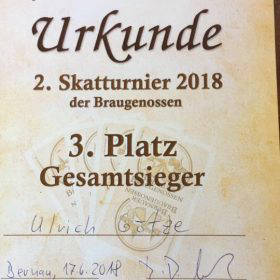 Urkunde
2. Skatturnier 2018
der Braugenossen
3. Platz
Gesamtsieger
Ulrich Götze
Bernau, 17.6.2018